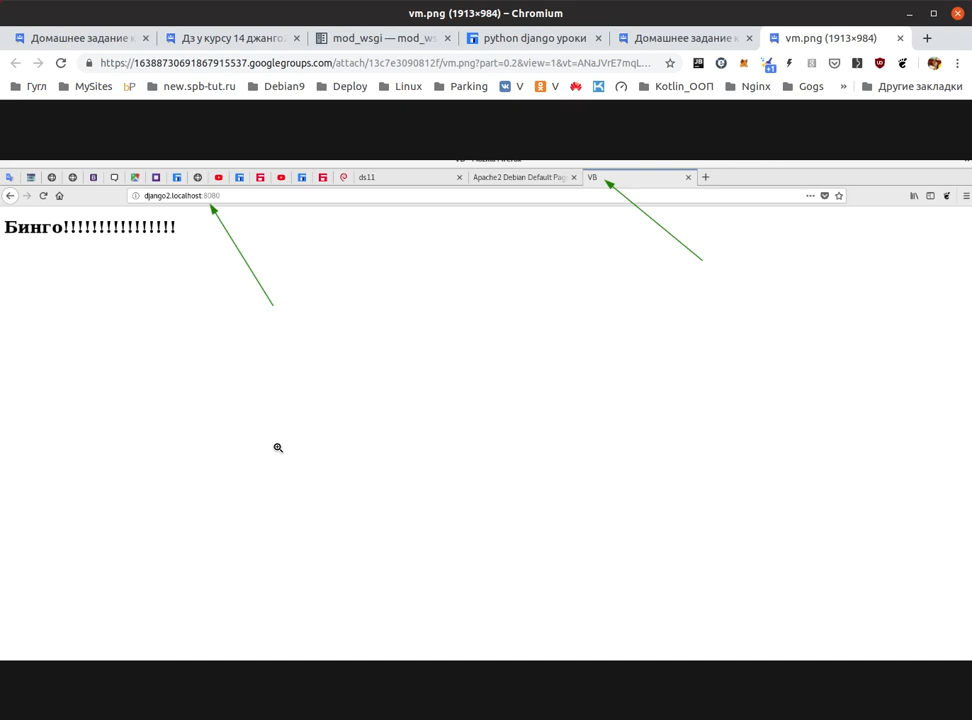 vm.png (1913×984) – Chromium
Домашнее задание к
Дз у курсу 14 джанго
mod_wsgi — mod_ws
python django уроки
Домашнее задание к
vm.png (1913×984)
https://16388730691867915537.googlegroups.com/attach/13c7e3090812f/vm.png?part=0.2&view=1&vt=ANaJVrE7mqL...
Гугл
MySites
bP
new.spb-tut.ru
Debian9
Deploy
Linux
Parking
V
V
Kotlin_ООП
Nginx
Gogs
»
Другие закладки
ds11
Apache2 Debian Default Page
VB
django2.localhost:8080
Бинго!!!!!!!!!!!!!!!!